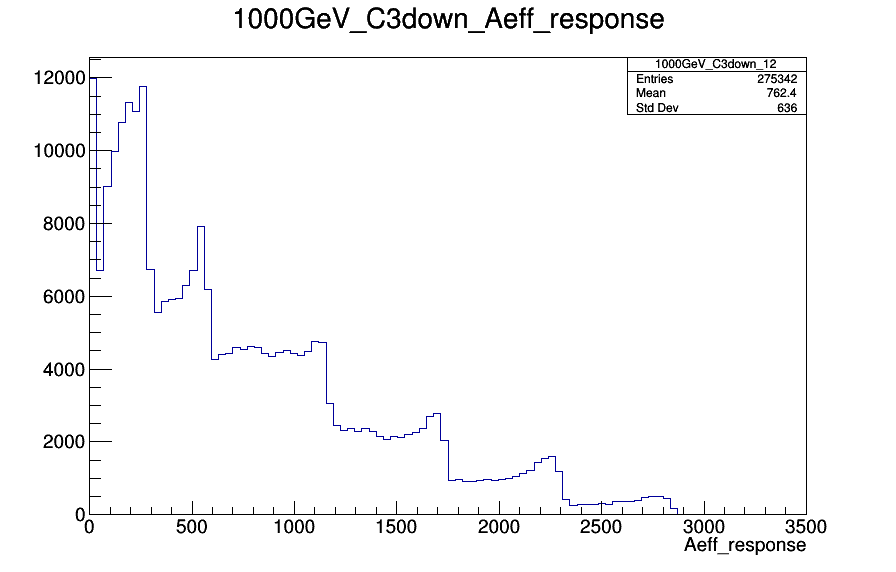 1000GeV_C3down_Aeff_response
1000GeV_C3down_12
Entries 275342
Mean 762.4
Std Dev 636
12000
10000
8000
6000
4000
2000
0
0 500 1000 1500 2000 2500 3000 3500
Aeff_response